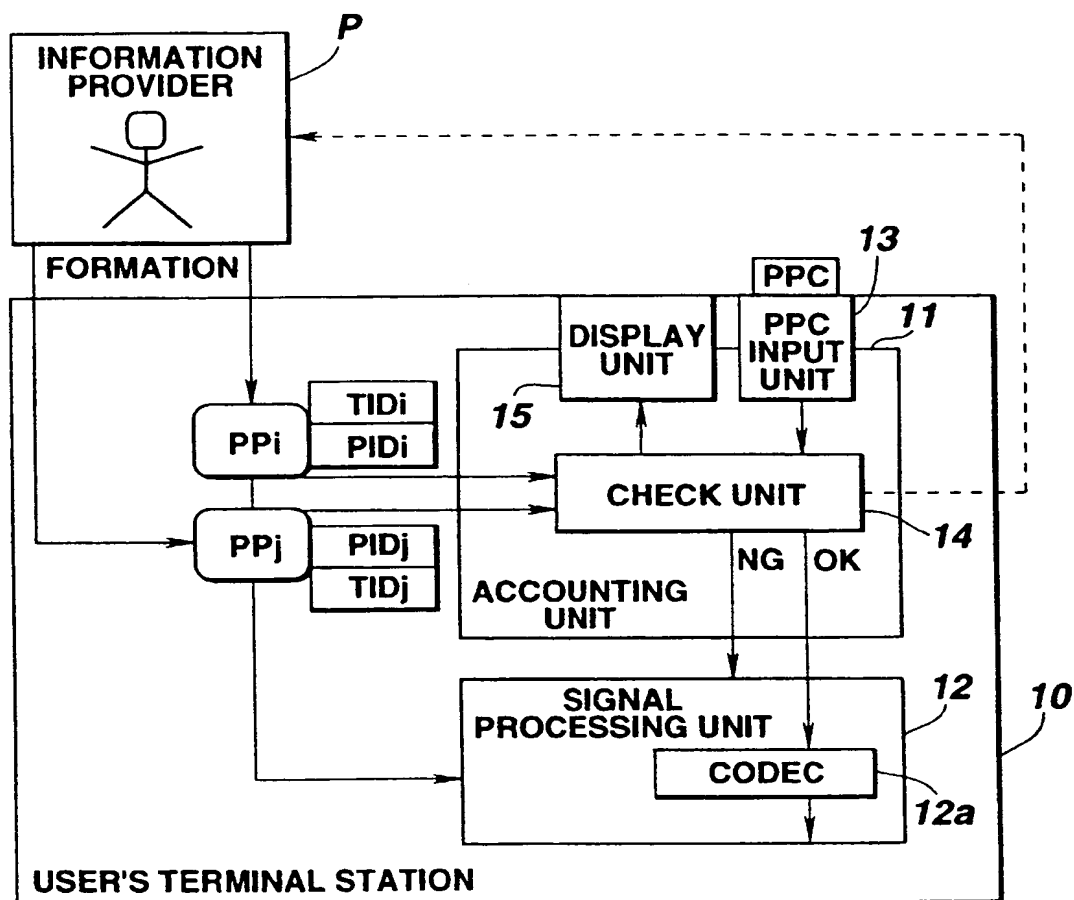 P
INFORMATION
PROVIDER
FORMATION
13
PPC
11
DISPLAY
UNIT
PPC
INPUT
UNIT
15
TIDi
PPi
PIDi
CHECK UNIT
14
PPj
PIDj
TIDj
NG
OK
ACCOUNTING
UNIT
12
10
SIGNAL
PROCESSING UNIT
CODEC
12a
USER'S TERMINAL STATION